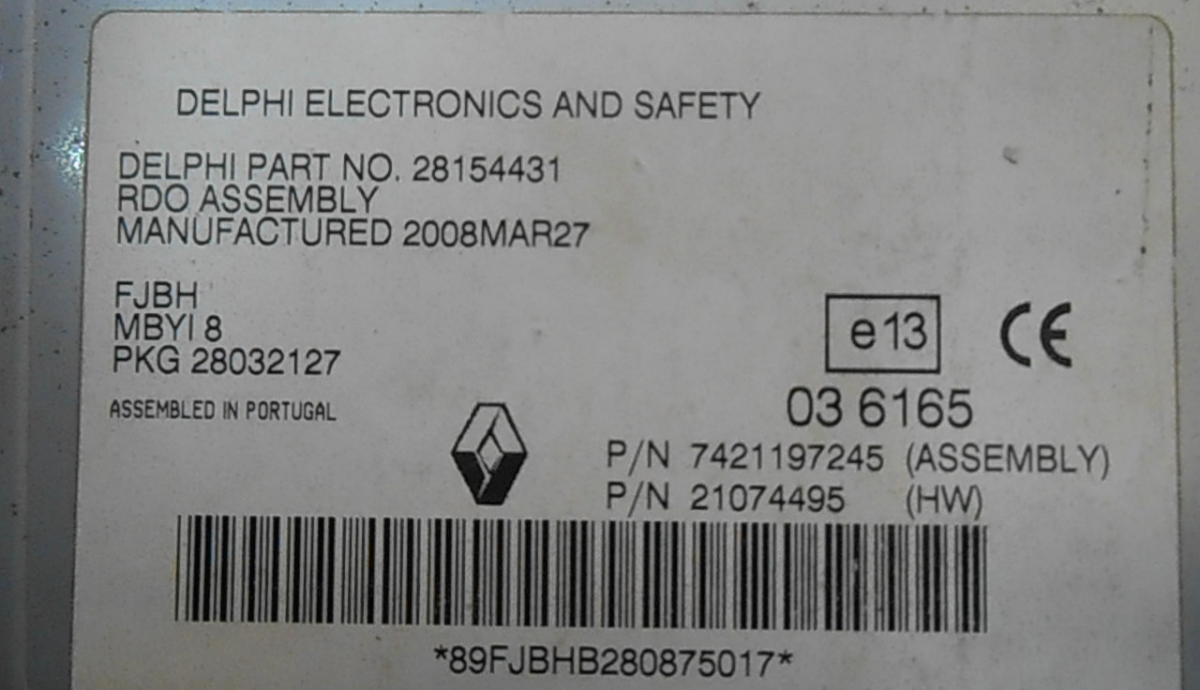 DELPHI ELECTRONICS AND SAFETY
DELPHI PART NO. 28154431
RDO ASSEMBLY
MANUFACTURED 2008MAR27
FJBH
MBYI 8
PKG 28032127
ASSEMBLED IN PORTUGAL
e13 CE
03 6165
P/N 7421197245 (ASSEMBLY)
P/N 21074495 (HW)
*89FJBHB280875017*